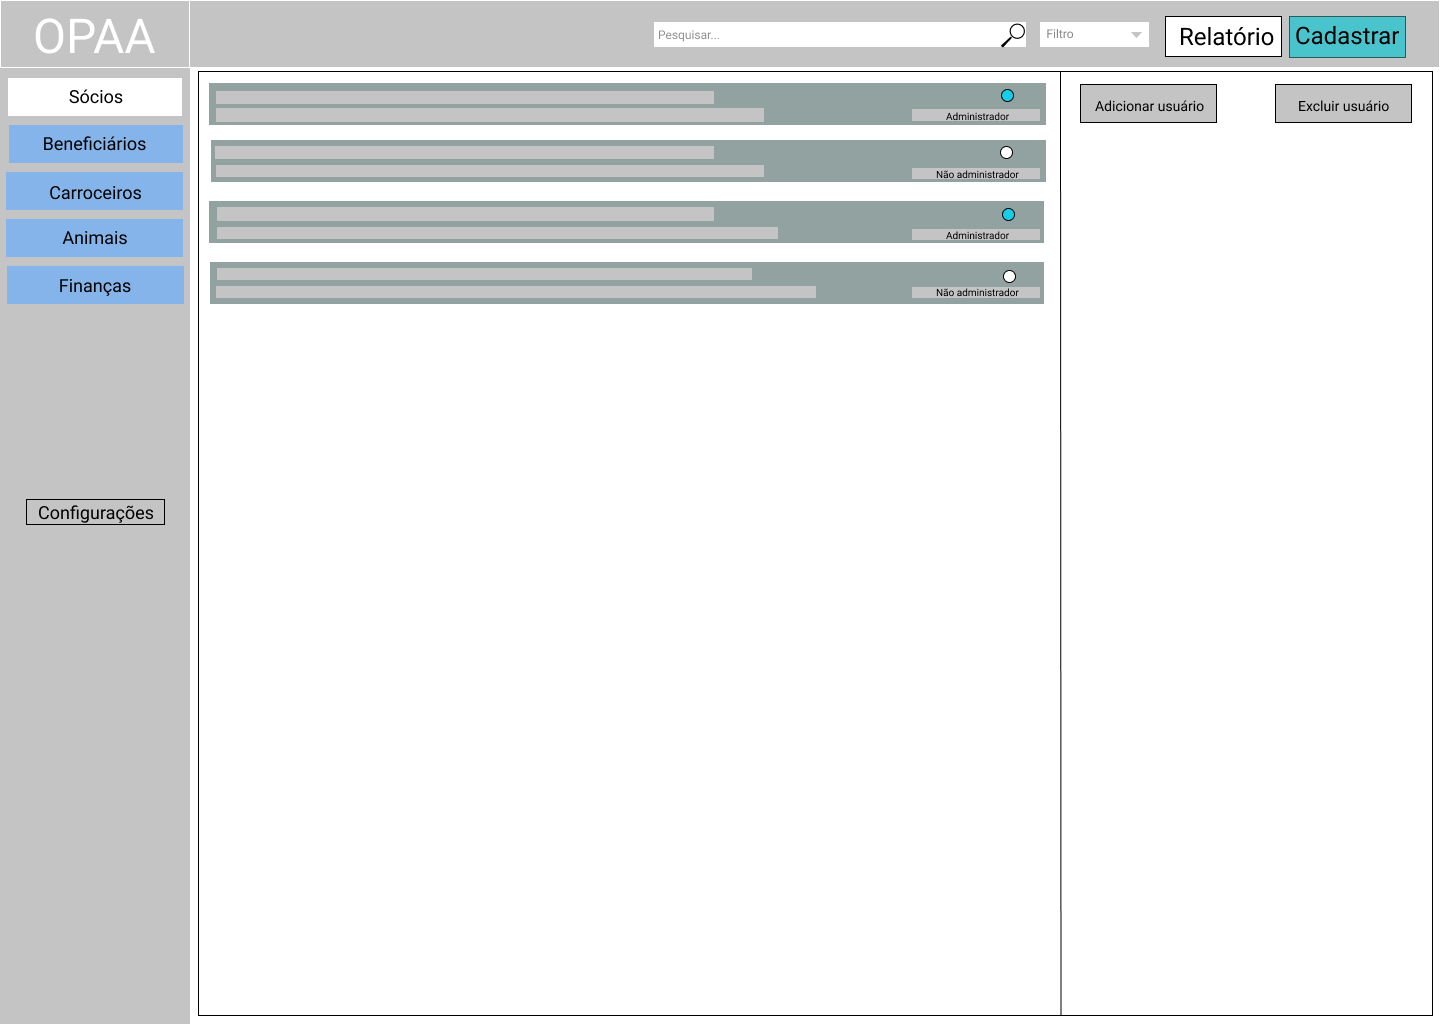 OPAA
Pesquisar...
Filtro
Relatório
Cadastrar
Sócios
Beneficiários
Carroceiros
Animais
Finanças
Configurações
Administrador
Não administrador
Administrador
Não administrador
Adicionar usuário
Excluir usuário